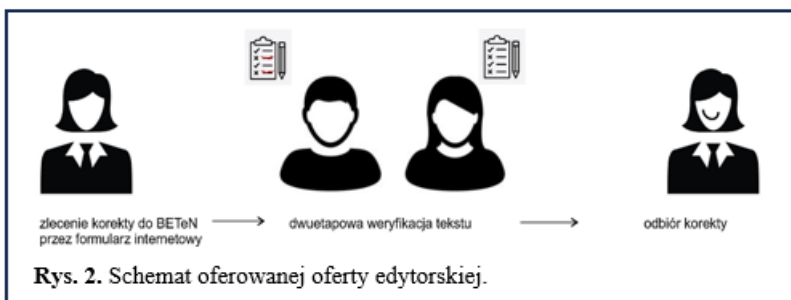 zlecenie korekty do BETeN
przez formularz internetowy
dwuetapowa weryfikacja tekstu
odbiór korekty
Rys. 2. Schemat oferowanej oferty edytorskiej.